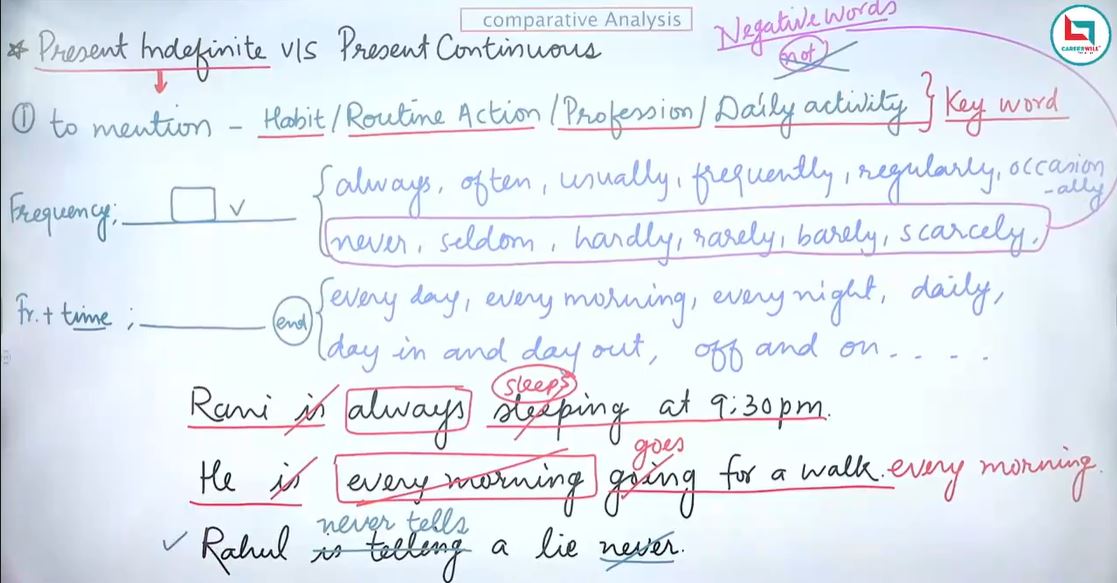 comparative Analysis
Negative words
not
CAREERWILL
* Present Indefinite v/s Present Continuous
① to mention - Habit/Routine Action/Profession/Daily activity } Key word
Frequency; ____ □ ✓ ____ { always, often, usually, frequently, regularly, occasion
-ally
never, seldom, hardly, rarely, barely, scarcely.
Fr. + time ; ________ end { every day, every morning, every night, daily,
day in and day out, off and on.....
sleeps
Rani is always sleeping at 9:30pm.
goes
He is every morning going for a walk. every morning.
never tells
✓ Rahul is telling a lie never.